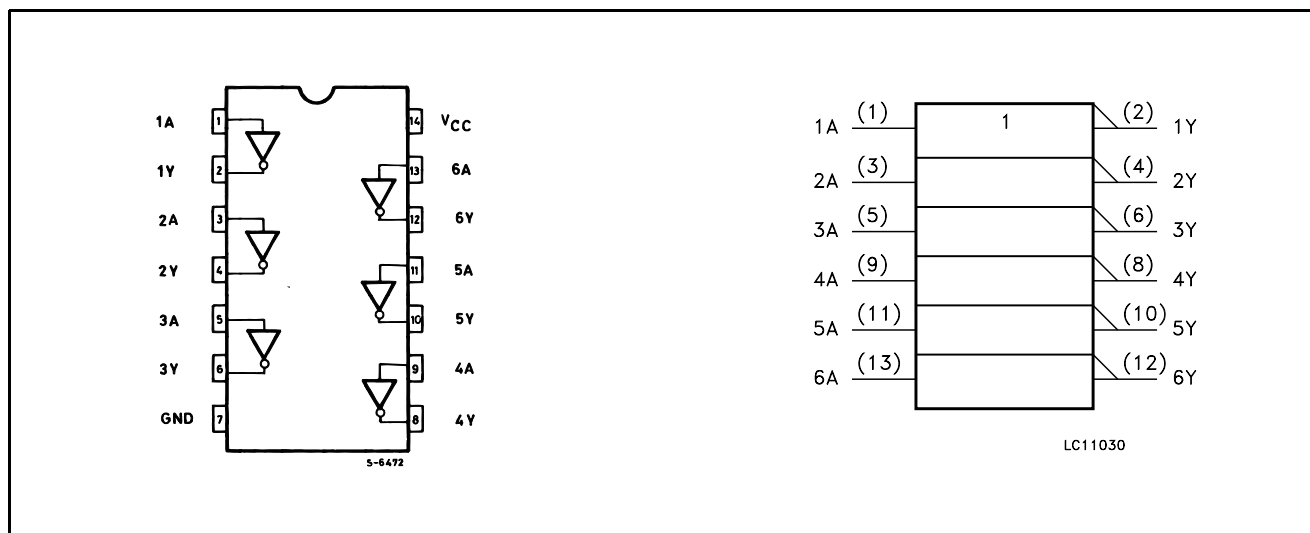 1A 1 14 VCC
1Y 2 13 6A
2A 3 12 6Y
2Y 4 11 5A
3A 5 10 5Y
3Y 6 9 4A
GND 7 8 4Y
S-6472
1A (1) 1 (2) 1Y
2A (3) (4) 2Y
3A (5) (6) 3Y
4A (9) (8) 4Y
5A (11) (10) 5Y
6A (13) (12) 6Y
LC11030